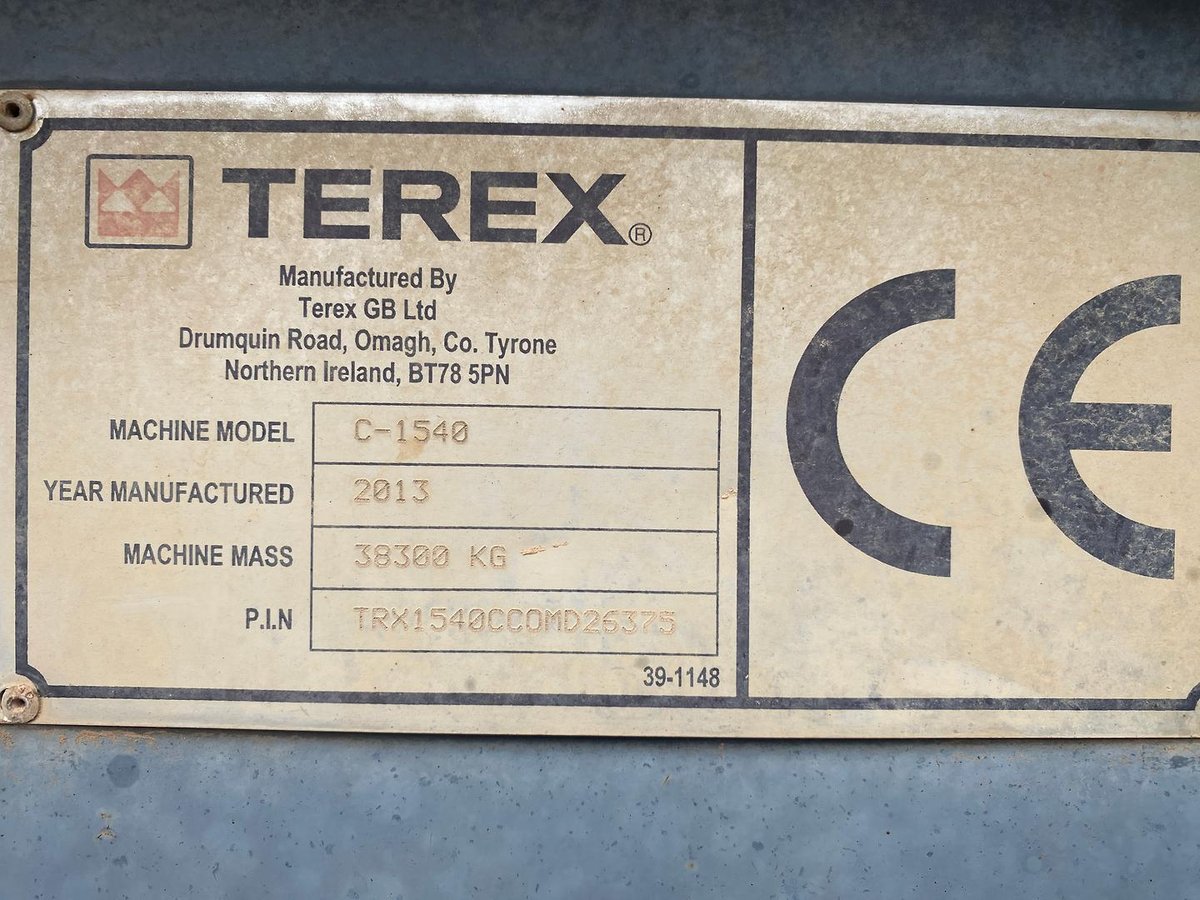 TEREX®
Manufactured By
Terex GB Ltd
Drumquin Road, Omagh, Co. Tyrone
Northern Ireland, BT78 5PN
MACHINE MODEL C-1540
YEAR MANUFACTURED 2013
MACHINE MASS 38300 KG
P.I.N TRX1540CCOMD26375
39-1148
CE